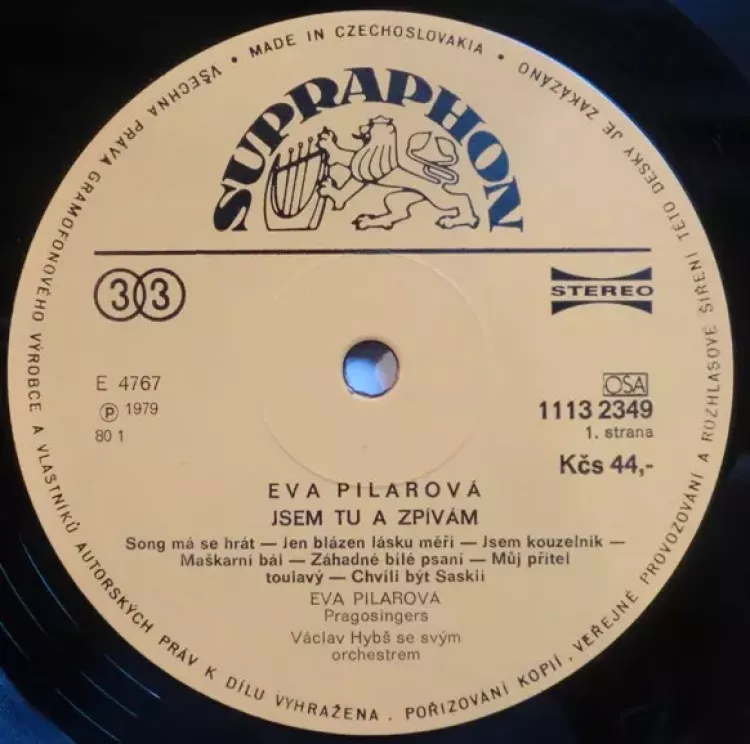 VŠECHNA PRÁVA GRAMOFONOVÉHO VÝROBCE A VLASTNÍKŮ AUTORSKÝCH PRÁV K DÍLU VYHRAŽENA. POŘIZOVÁNÍ KOPIÍ, VEŘEJNÉ PROVOZOVÁNÍ A ROZHLASOVÉ ŠÍŘENÍ TÉTO DESKY JE ZAKÁZÁNO • MADE IN CZECHOSLOVAKIA •
SUPRAPHON
33
STEREO
E 4767
Ⓟ 1979
80 1
OSA
1113 2349
1. strana
Kčs 44,-
EVA PILAROVÁ
JSEM TU A ZPÍVÁM
Song má se hrát — Jen blázen lásku měří — Jsem kouzelník —
Maškarní bál — Záhadné bílé psaní — Můj přítel
toulavý — Chvíli být Saskií
EVA PILAROVÁ
Pragosingers
Václav Hybš se svým
orchestrem